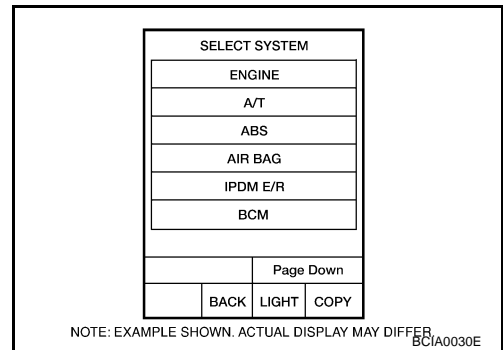 SELECT SYSTEM
ENGINE
A/T
ABS
AIR BAG
IPDM E/R
BCM
Page Down
BACK LIGHT COPY
NOTE: EXAMPLE SHOWN. ACTUAL DISPLAY MAY DIFFER.
BCIA0030E